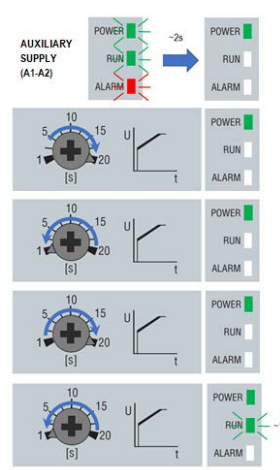 AUXILIARY
SUPPLY
(A1-A2)
POWER
RUN
ALARM
~2s
POWER
RUN
ALARM
1
5
10
15
20
[s]
U
t
POWER
RUN
ALARM
1
5
10
15
20
[s]
U
t
POWER
RUN
ALARM
1
5
10
15
20
[s]
U
t
POWER
RUN
ALARM
1
5
10
15
20
[s]
U
t
POWER
RUN
ALARM